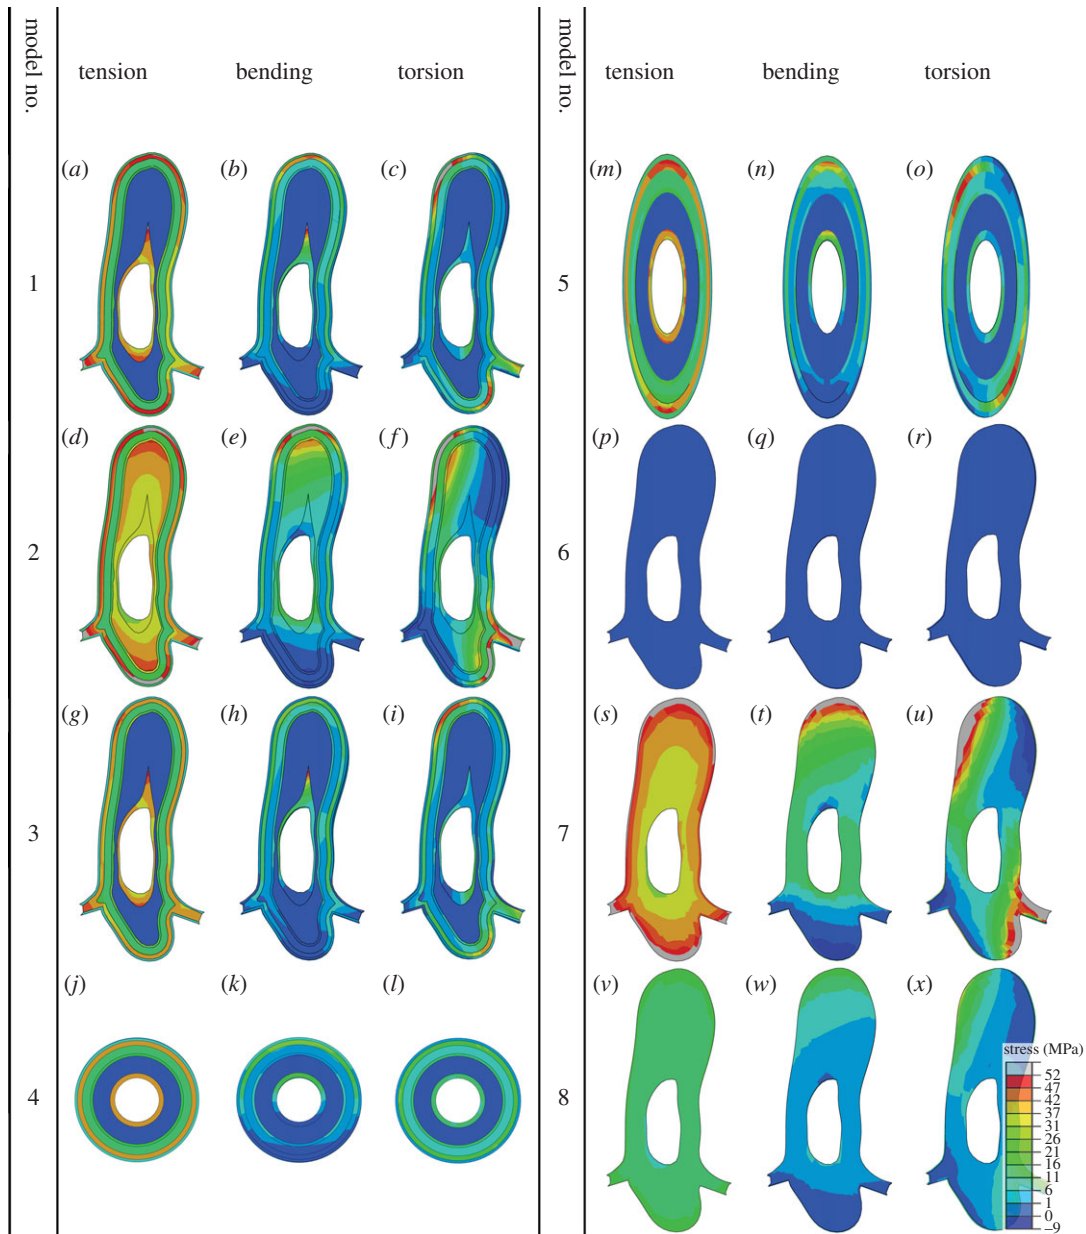 model no.
tension bending torsion
model no.
tension bending torsion
(a) (b) (c)
1
(d) (e) (f)
2
(g) (h) (i)
3
(j) (k) (l)
4
(m) (n) (o)
5
(p) (q) (r)
6
(s) (t) (u)
7
(v) (w) (x)
8
stress (MPa)
52
47
42
37
31
26
21
16
11
6
1
0
–9